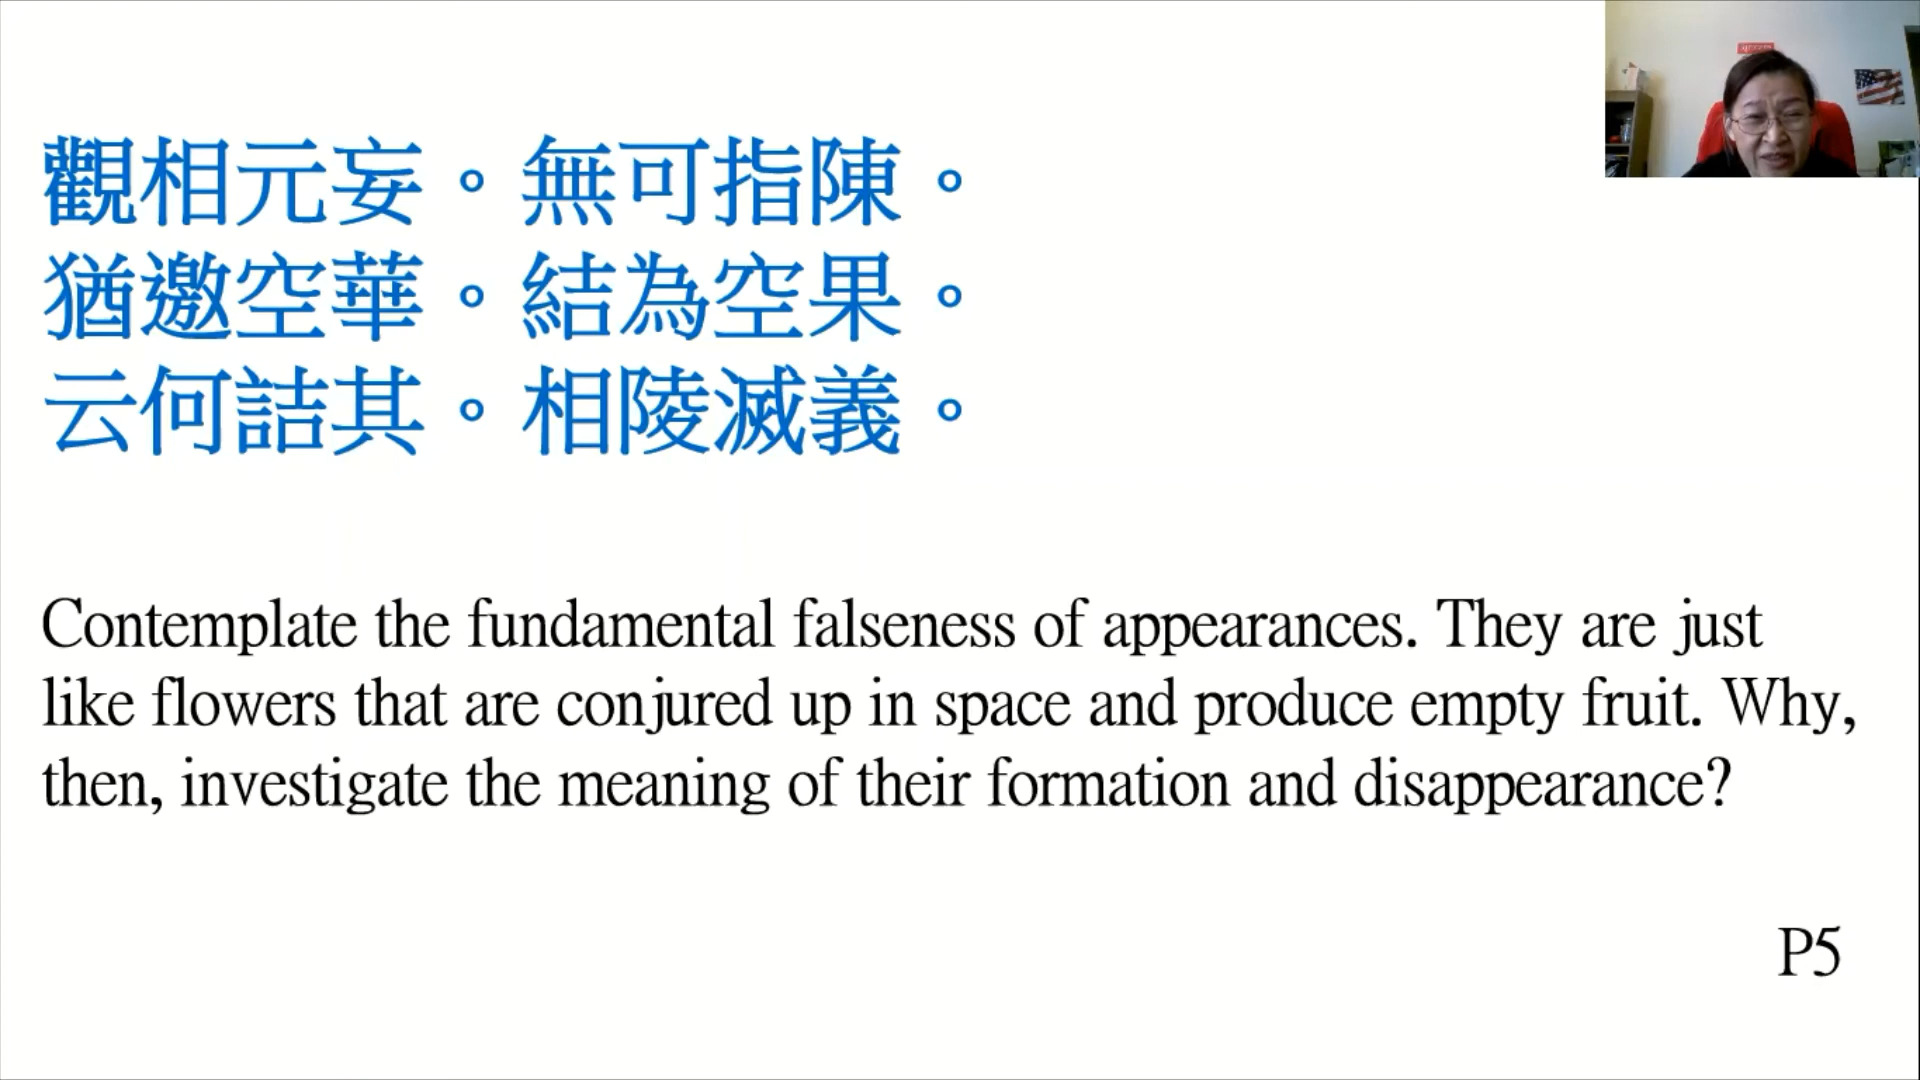 觀相元妄。無可指陳。
猶邀空華。結為空果。
云何詰其。相陵滅義。
Contemplate the fundamental falseness of appearances. They are just
like flowers that are conjured up in space and produce empty fruit. Why,
then, investigate the meaning of their formation and disappearance?
P5